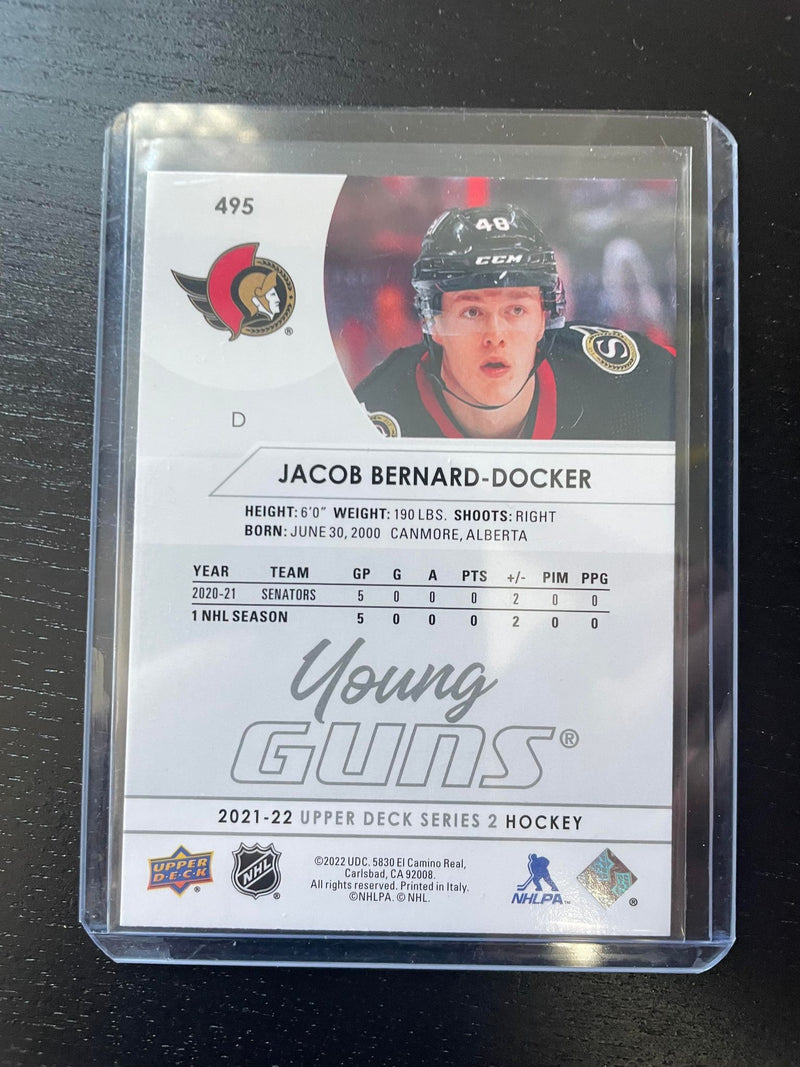 495
48
CCM
S
D
JACOB BERNARD-DOCKER
HEIGHT: 6'0" WEIGHT: 190 LBS. SHOOTS: RIGHT
BORN: JUNE 30, 2000 CANMORE, ALBERTA
YEAR TEAM GP G A PTS +/- PIM PPG
2020-21 SENATORS 5 0 0 0 2 0 0
1 NHL SEASON 5 0 0 0 2 0 0
Young
GUNS®
2021-22 UPPER DECK SERIES 2 HOCKEY
UPPER
D•E•C•K
®
NHL
®
©2022 UDC. 5830 El Camino Real,
Carlsbad, CA 92008.
All rights reserved. Printed in Italy.
©NHLPA. © NHL.
NHLPA™
®